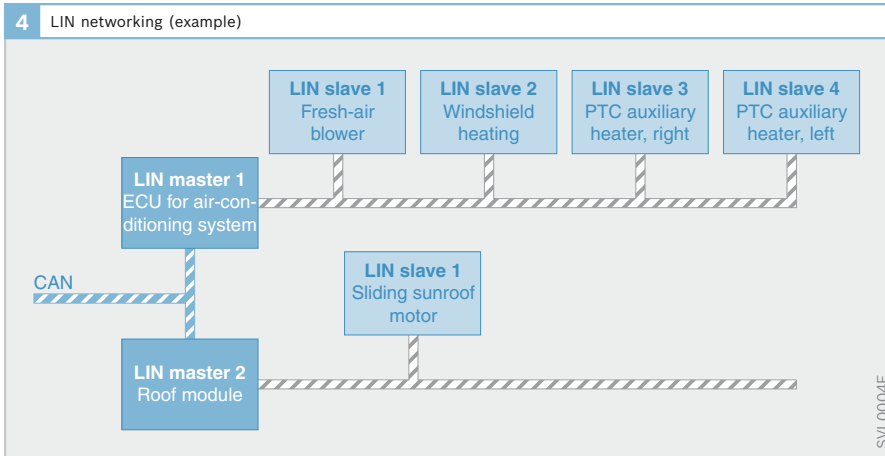 4 LIN networking (example)
LIN slave 1
Fresh-air
blower
LIN slave 2
Windshield
heating
LIN slave 3
PTC auxiliary
heater, right
LIN slave 4
PTC auxiliary
heater, left
LIN master 1
ECU for air-con-
ditioning system
CAN
LIN slave 1
Sliding sunroof
motor
LIN master 2
Roof module
SVL0004E